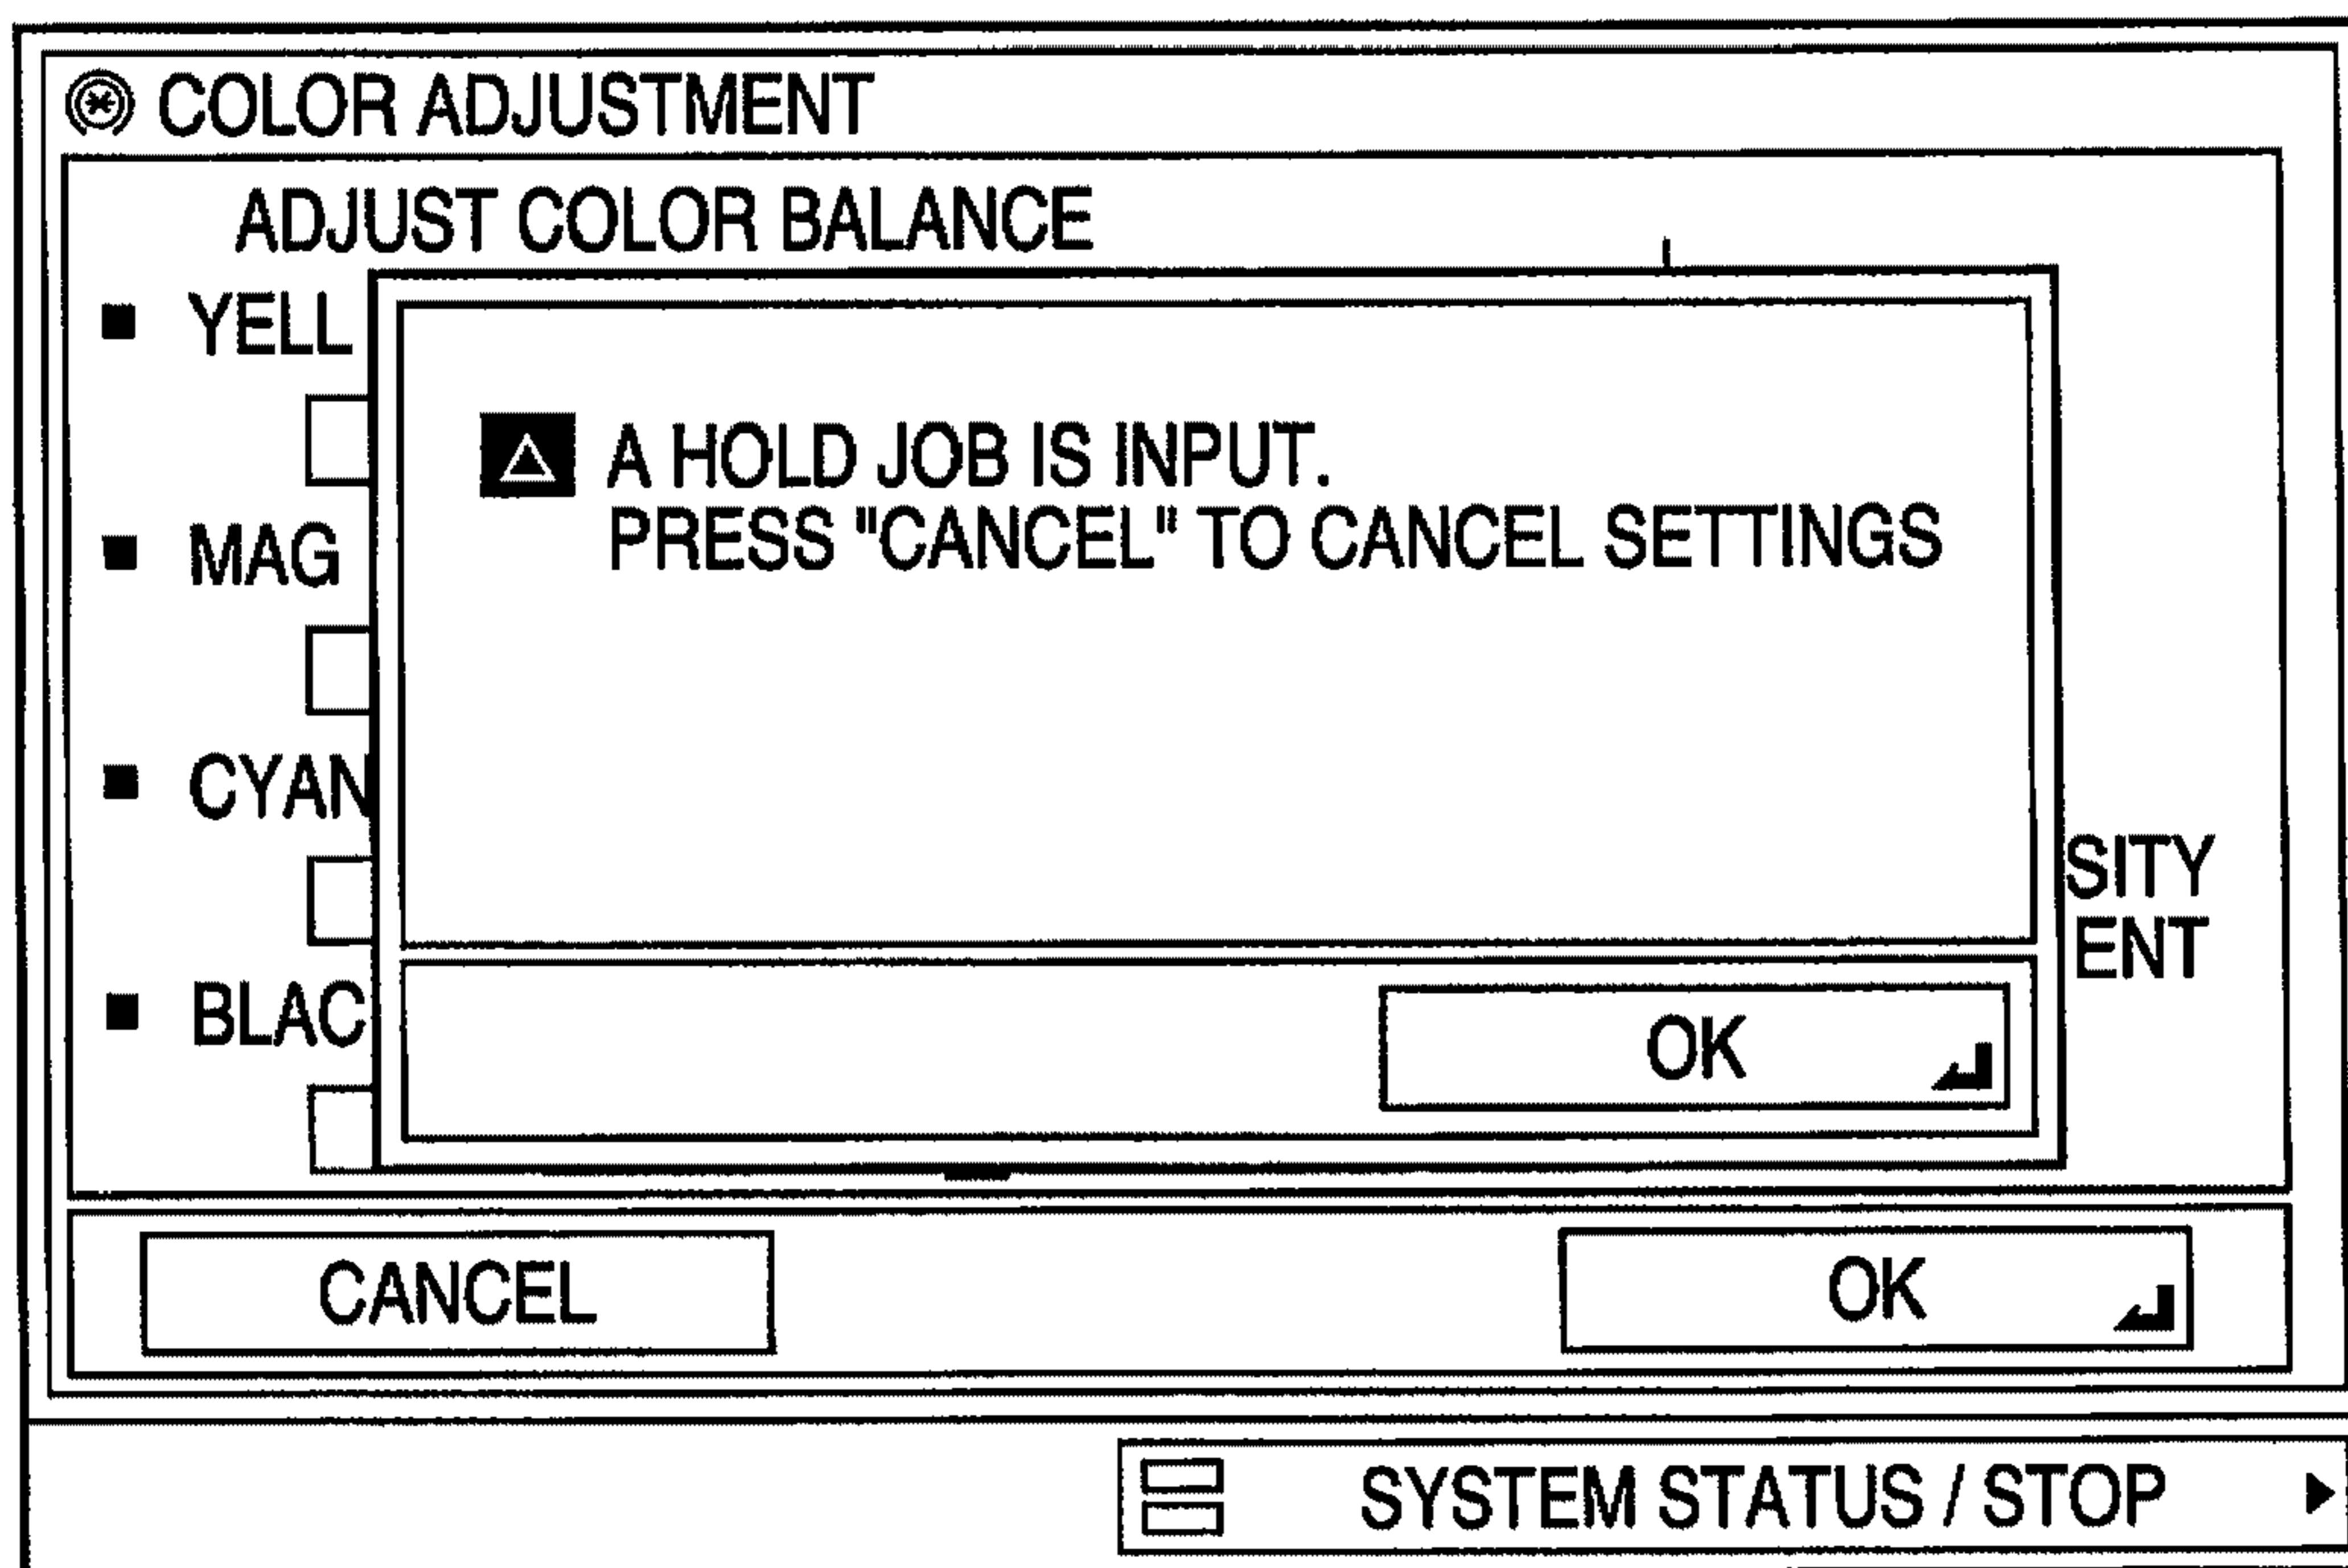 COLOR ADJUSTMENT
ADJUST COLOR BALANCE
YELL
A HOLD JOB IS INPUT.
PRESS "CANCEL" TO CANCEL SETTINGS
MAG
CYAN
SITY
ENT
BLAC
OK
CANCEL
OK
SYSTEM STATUS / STOP